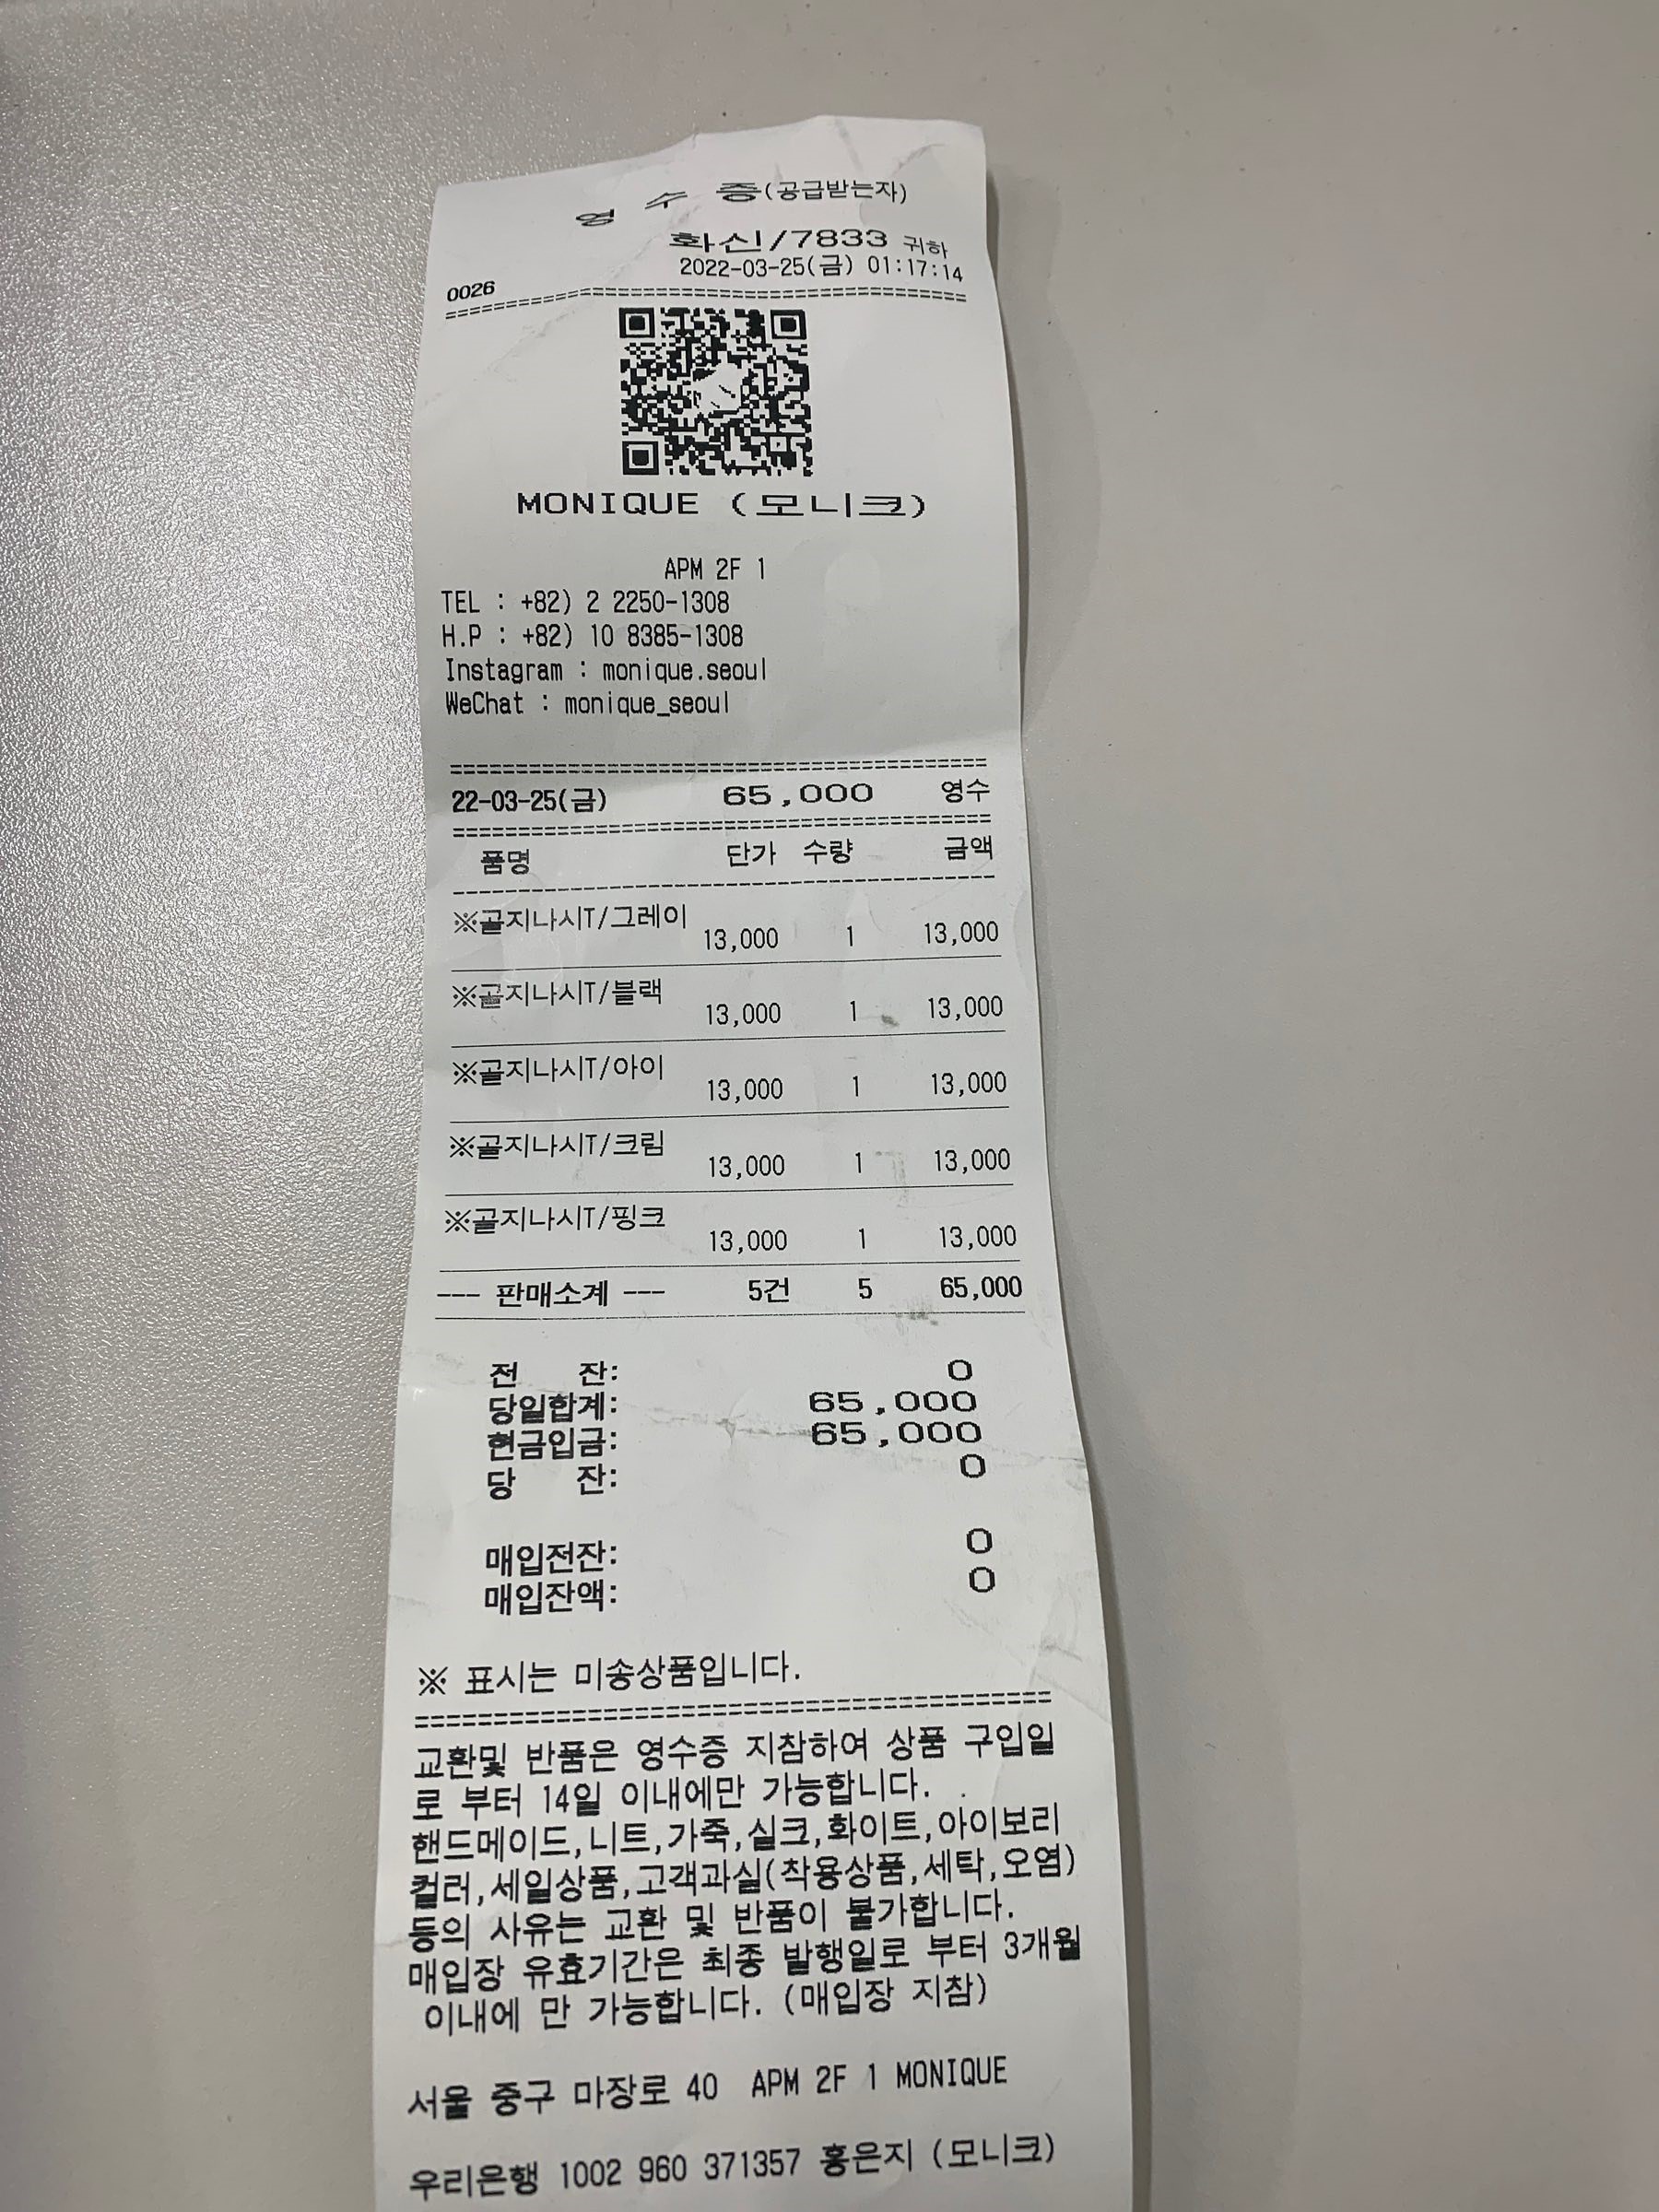 영 수 증(공급받는자)
화신/7833 귀하
2022-03-25(금) 01:17:14
0026
========================================
MONIQUE (모니크)
APM 2F 1
TEL : +82) 2 2250-1308
H.P : +82) 10 8385-1308
Instagram : monique.seoul
WeChat : monique_seoul
========================================
22-03-25(금) 65,000 영수
========================================
품명 단가 수량 금액
----------------------------------------
※골지나시T/그레이
13,000 1 13,000
※골지나시T/블랙
13,000 1 13,000
※골지나시T/아이
13,000 1 13,000
※골지나시T/크림
13,000 1 13,000
※골지나시T/핑크
13,000 1 13,000
--- 판매소계 --- 5건 5 65,000
전 잔: 0
당일합계: 65,000
현금입금: 65,000
당 잔: 0
매입전잔: 0
매입잔액: 0
※ 표시는 미송상품입니다.
========================================
교환및 반품은 영수증 지참하여 상품 구입일
로 부터 14일 이내에만 가능합니다.
핸드메이드,니트,가죽,실크,화이트,아이보리
컬러,세일상품,고객과실(착용상품,세탁,오염)
등의 사유는 교환 및 반품이 불가합니다.
매입장 유효기간은 최종 발행일로 부터 3개월
이내에 만 가능합니다. (매입장 지참)
서울 중구 마장로 40 APM 2F 1 MONIQUE
우리은행 1002 960 371357 홍은지 (모니크)